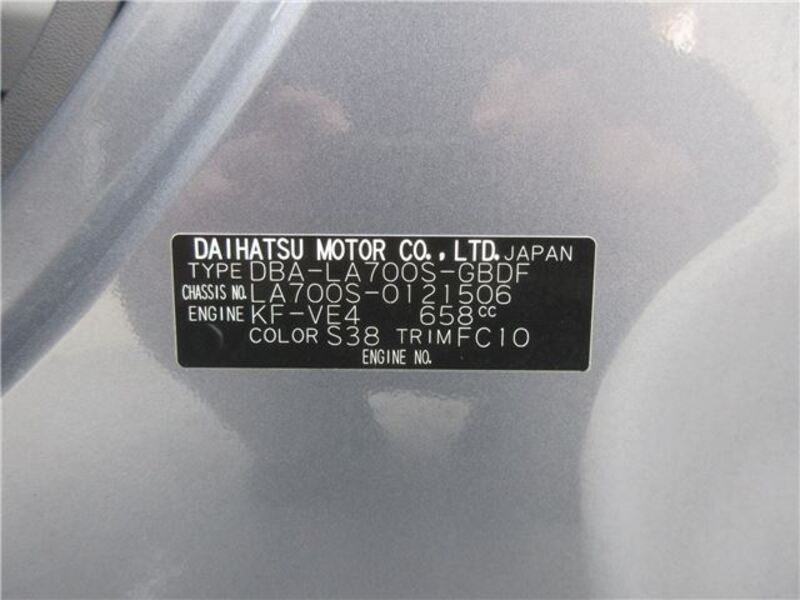 DAIHATSU MOTOR CO., LTD. JAPAN
TYPE DBA-LA700S-GBDF
CHASSIS NO. LA700S-0121506
ENGINE KF-VE4 658cc
COLOR S38 TRIM FC10
ENGINE NO.